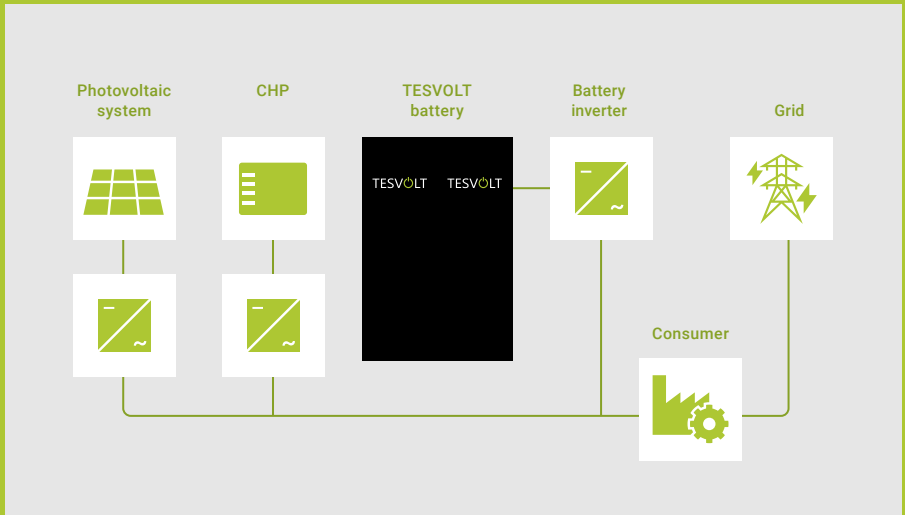 Photovoltaic
system
CHP
TESVOLT
battery
Battery
inverter
Grid
TESVOLT TESVOLT
Consumer